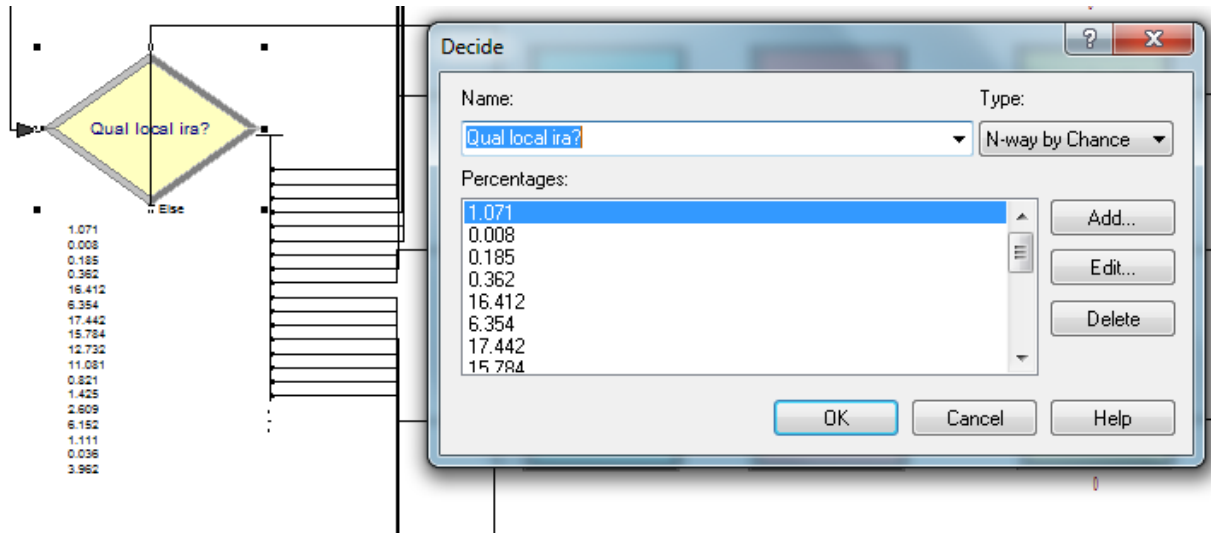 Qual local ira?
Else
1.071
0.008
0.185
0.362
16.412
6.354
17.442
15.784
12.732
11.081
0.821
1.425
2.609
6.152
1.111
0.036
3.962
Decide
?
X
Name:
Type:
Qual local ira?
N-way by Chance
Percentages:
1.071
0.008
0.185
0.362
16.412
6.354
17.442
15.784
Add...
Edit...
Delete
OK
Cancel
Help
0